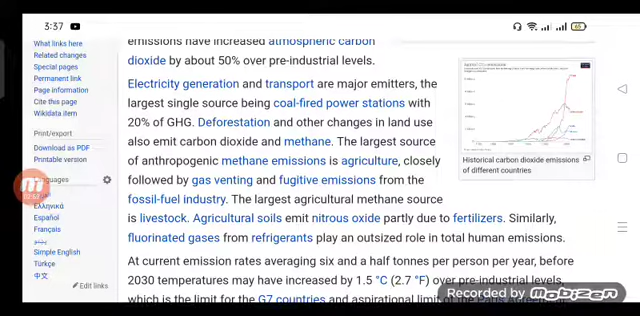 3:37
65
What links here
Related changes
Special pages
Permanent link
Page information
Cite this page
Wikidata item
Print/export
Download as PDF
Printable version
Languages
02:53
Ελληνικά
Español
Français
Simple English
Türkçe
中文
Edit links
emissions have increased atmospheric carbon
dioxide by about 50% over pre-industrial levels.
Electricity generation and transport are major emitters, the
largest single source being coal-fired power stations with
20% of GHG. Deforestation and other changes in land use
also emit carbon dioxide and methane. The largest source
of anthropogenic methane emissions is agriculture, closely
followed by gas venting and fugitive emissions from the
fossil-fuel industry. The largest agricultural methane source
is livestock. Agricultural soils emit nitrous oxide partly due to fertilizers. Similarly,
fluorinated gases from refrigerants play an outsized role in total human emissions.
At current emission rates averaging six and a half tonnes per person per year, before
2030 temperatures may have increased by 1.5 °C (2.7 °F) over pre-industrial levels,
which is the limit for the G7 countries and aspirational limit of the Paris Agreement
Historical carbon dioxide emissions
of different countries
Recorded by Mobizen